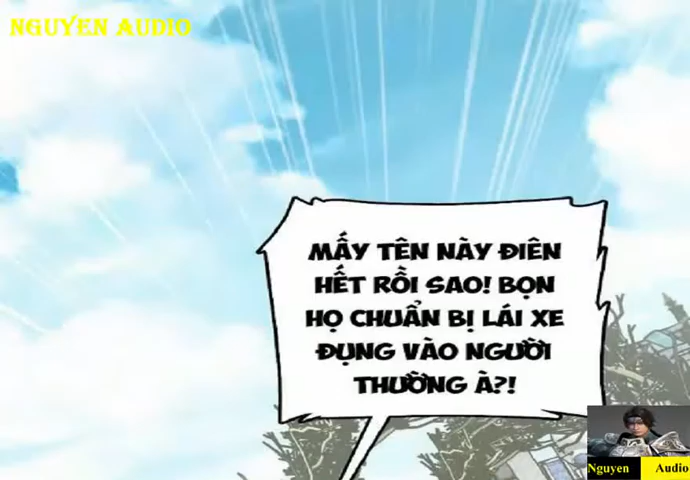 NGUYEN AUDIO
MẤY TÊN NÀY ĐIÊN
HẾT RỒI SAO! BỌN
HỌ CHUẨN BỊ LÁI XE
ĐỤNG VÀO NGƯỜI
THƯỜNG À?!
Nguyen Audio